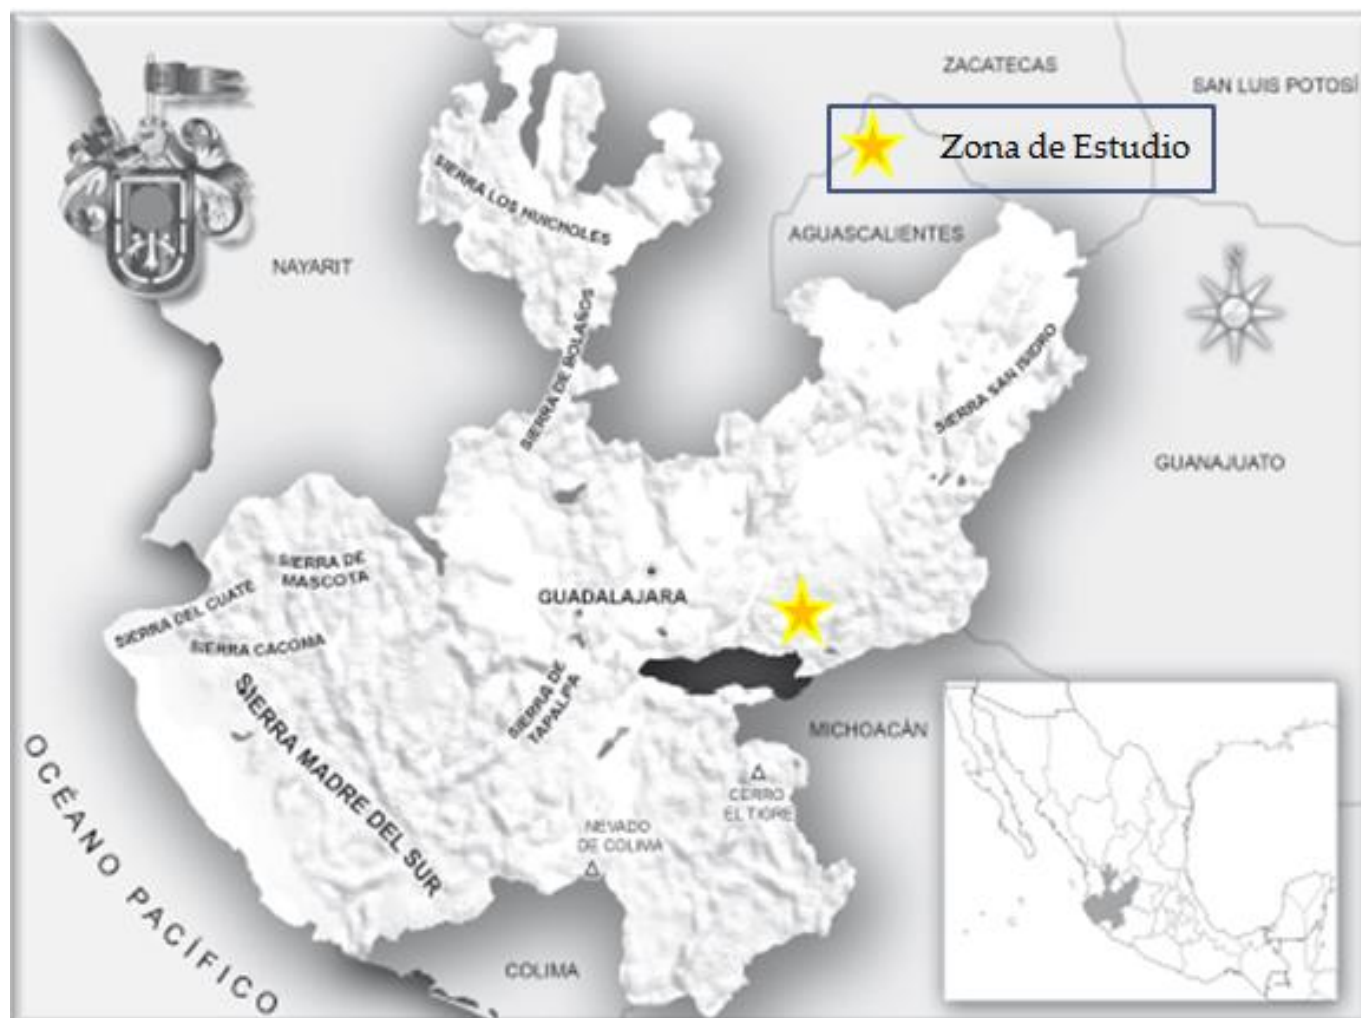 ZACATECAS
SAN LUIS POTOSÍ
Zona de Estudio
SIERRA LOS HUICHOLES
AGUASCALIENTES
NAYARIT
SIERRA DE BOLAÑOS
SIERRA SAN ISIDRO
GUANAJUATO
SIERRA DE
MASCOTA
GUADALAJARA
SIERRA DEL CUATE
SIERRA CACOMA
SIERRA DE
TAPALPA
SIERRA MADRE DEL SUR
MICHOACÁN
CERRO
EL TIGRE
NEVADO
DE COLIMA
OCÉANO PACÍFICO
COLIMA
N